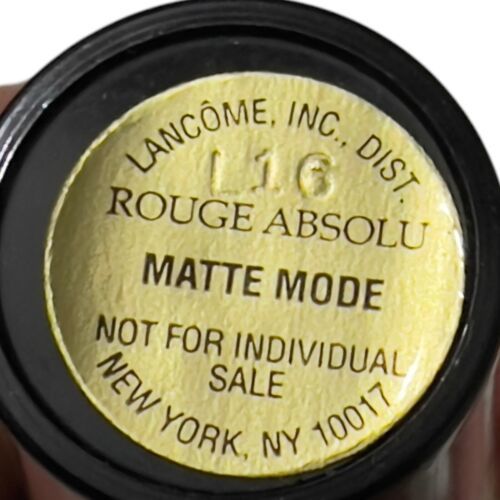 LANCÔME, INC., DIST.
L16
ROUGE ABSOLU
MATTE MODE
NOT FOR INDIVIDUAL
SALE
NEW YORK, NY 10017